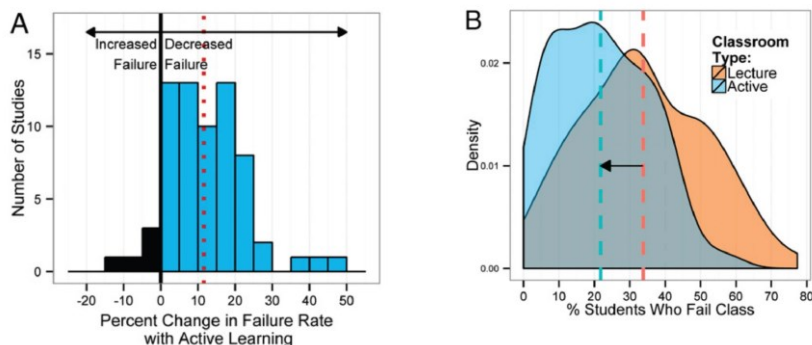 A
Increased Decreased
Failure Failure
Number of Studies
15
10
5
0
-20 -10 0 10 20 30 40 50
Percent Change in Failure Rate
with Active Learning
B
Classroom
Type:
Lecture
Active
Density
0.02
0.01
0.00
0 10 20 30 40 50 60 70 80
% Students Who Fail Class